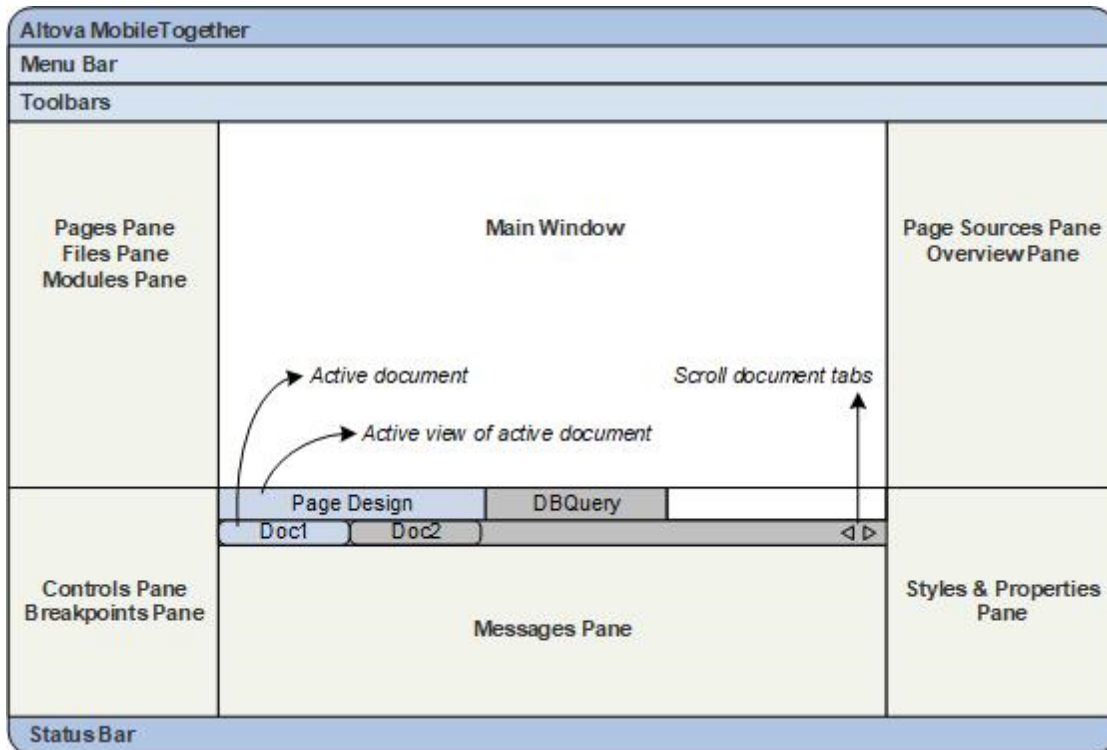 Altova MobileTogether
Menu Bar
Toolbars
Pages Pane
Files Pane
Modules Pane
Main Window
Page Sources Pane
Overview Pane
Active document
Scroll document tabs
Active view of active document
Page Design
DBQuery
Doc1
Doc2
Controls Pane
Breakpoints Pane
Messages Pane
Styles & Properties
Pane
Status Bar